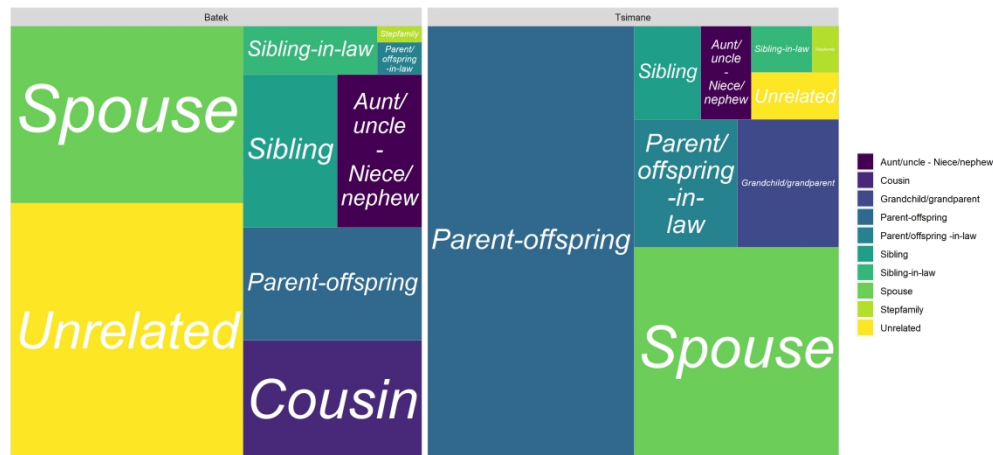 Batek
Spouse
Unrelated
Sibling-in-law
Stepfamily
Parent/
offspring
-in-law
Sibling
Aunt/
uncle
-
Niece/
nephew
Parent-offspring
Cousin
Tsimane
Parent-offspring
Sibling
Aunt/
uncle
-
Niece/
nephew
Sibling-in-law
Unrelated
Parent/
offspring
-in-
law
Grandchild/grandparent
Spouse
Aunt/uncle - Niece/nephew
Cousin
Grandchild/grandparent
Parent-offspring
Parent/offspring -in-law
Sibling
Sibling-in-law
Spouse
Stepfamily
Unrelated